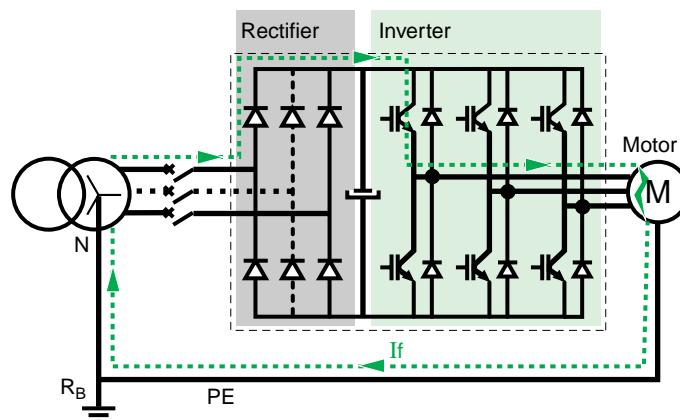 Rectifier
Inverter
Motor
M
N
If
RB
PE